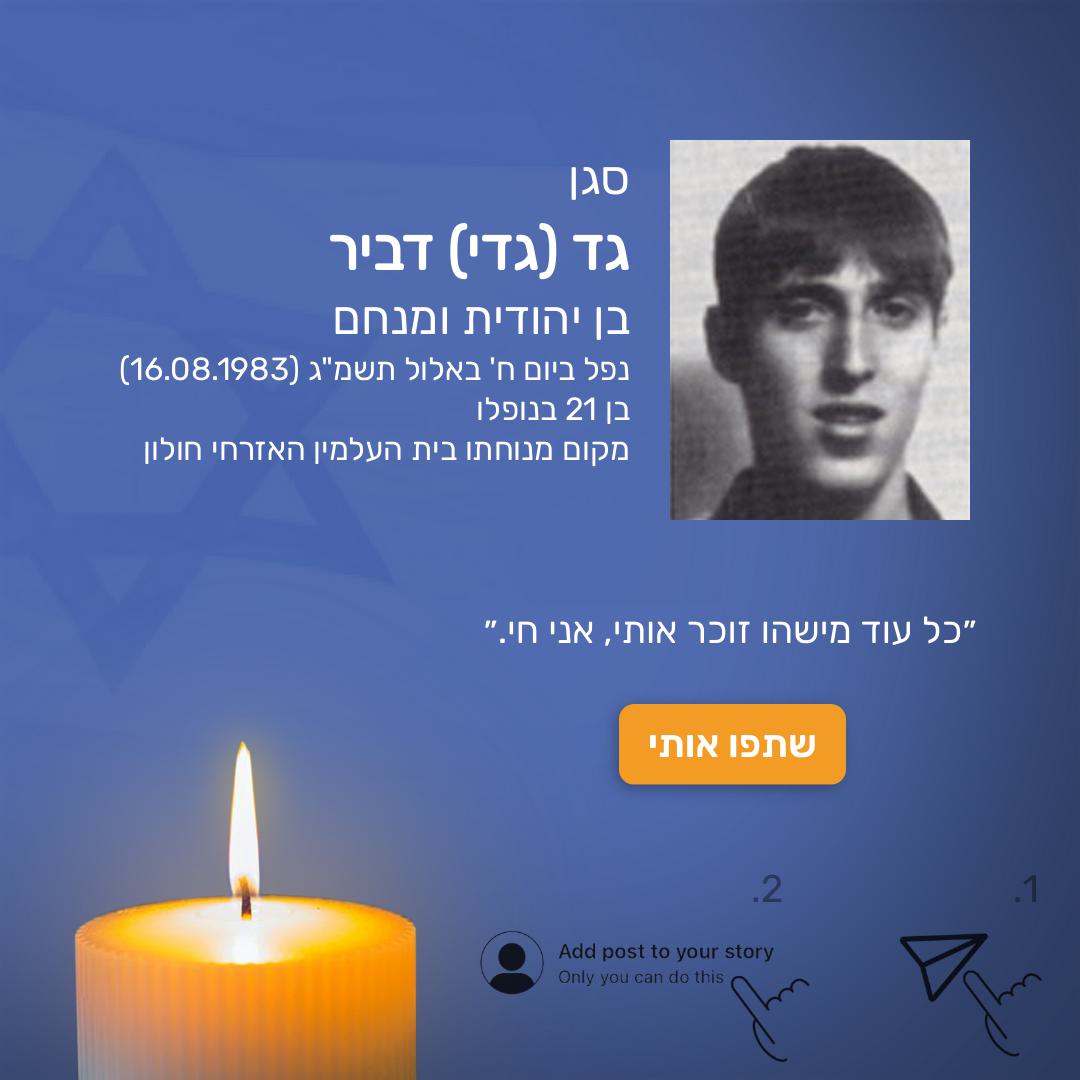 סגן
גד (גדי) דביר
בן יהודית ומנחם
נפל ביום ח' באלול תשמ"ג (16.08.1983)
בן 21 בנופלו
מקום מנוחתו בית העלמין האזרחי חולון
״כל עוד מישהו זוכר אותי, אני חי.״
שתפו אותי
1.
2.
Add post to your story
Only you can do this